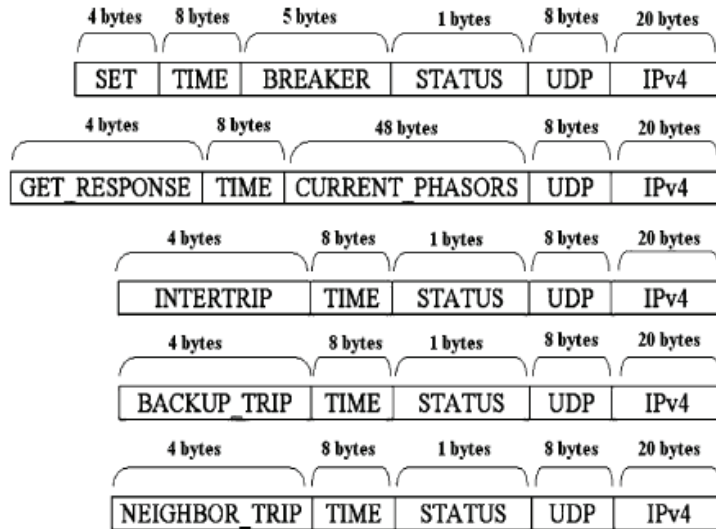 4 bytes 8 bytes 5 bytes 1 bytes 8 bytes 20 bytes
SET TIME BREAKER STATUS UDP IPv4
4 bytes 8 bytes 48 bytes 8 bytes 20 bytes
GET_RESPONSE TIME CURRENT_PHASORS UDP IPv4
4 bytes 8 bytes 1 bytes 8 bytes 20 bytes
INTERTRIP TIME STATUS UDP IPv4
4 bytes 8 bytes 1 bytes 8 bytes 20 bytes
BACKUP_TRIP TIME STATUS UDP IPv4
4 bytes 8 bytes 1 bytes 8 bytes 20 bytes
NEIGHBOR_TRIP TIME STATUS UDP IPv4